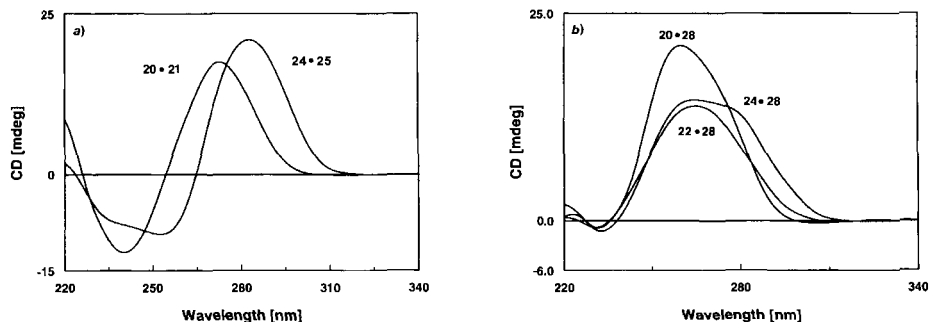 a)
25
0
-15
CD [mdeg]
20 • 21
24 • 25
220
250
280
310
340
Wavelength [nm]
b)
25.0
0.0
-6.0
CD [mdeg]
20 • 28
24 • 28
22 • 28
220
280
340
Wavelength [nm]